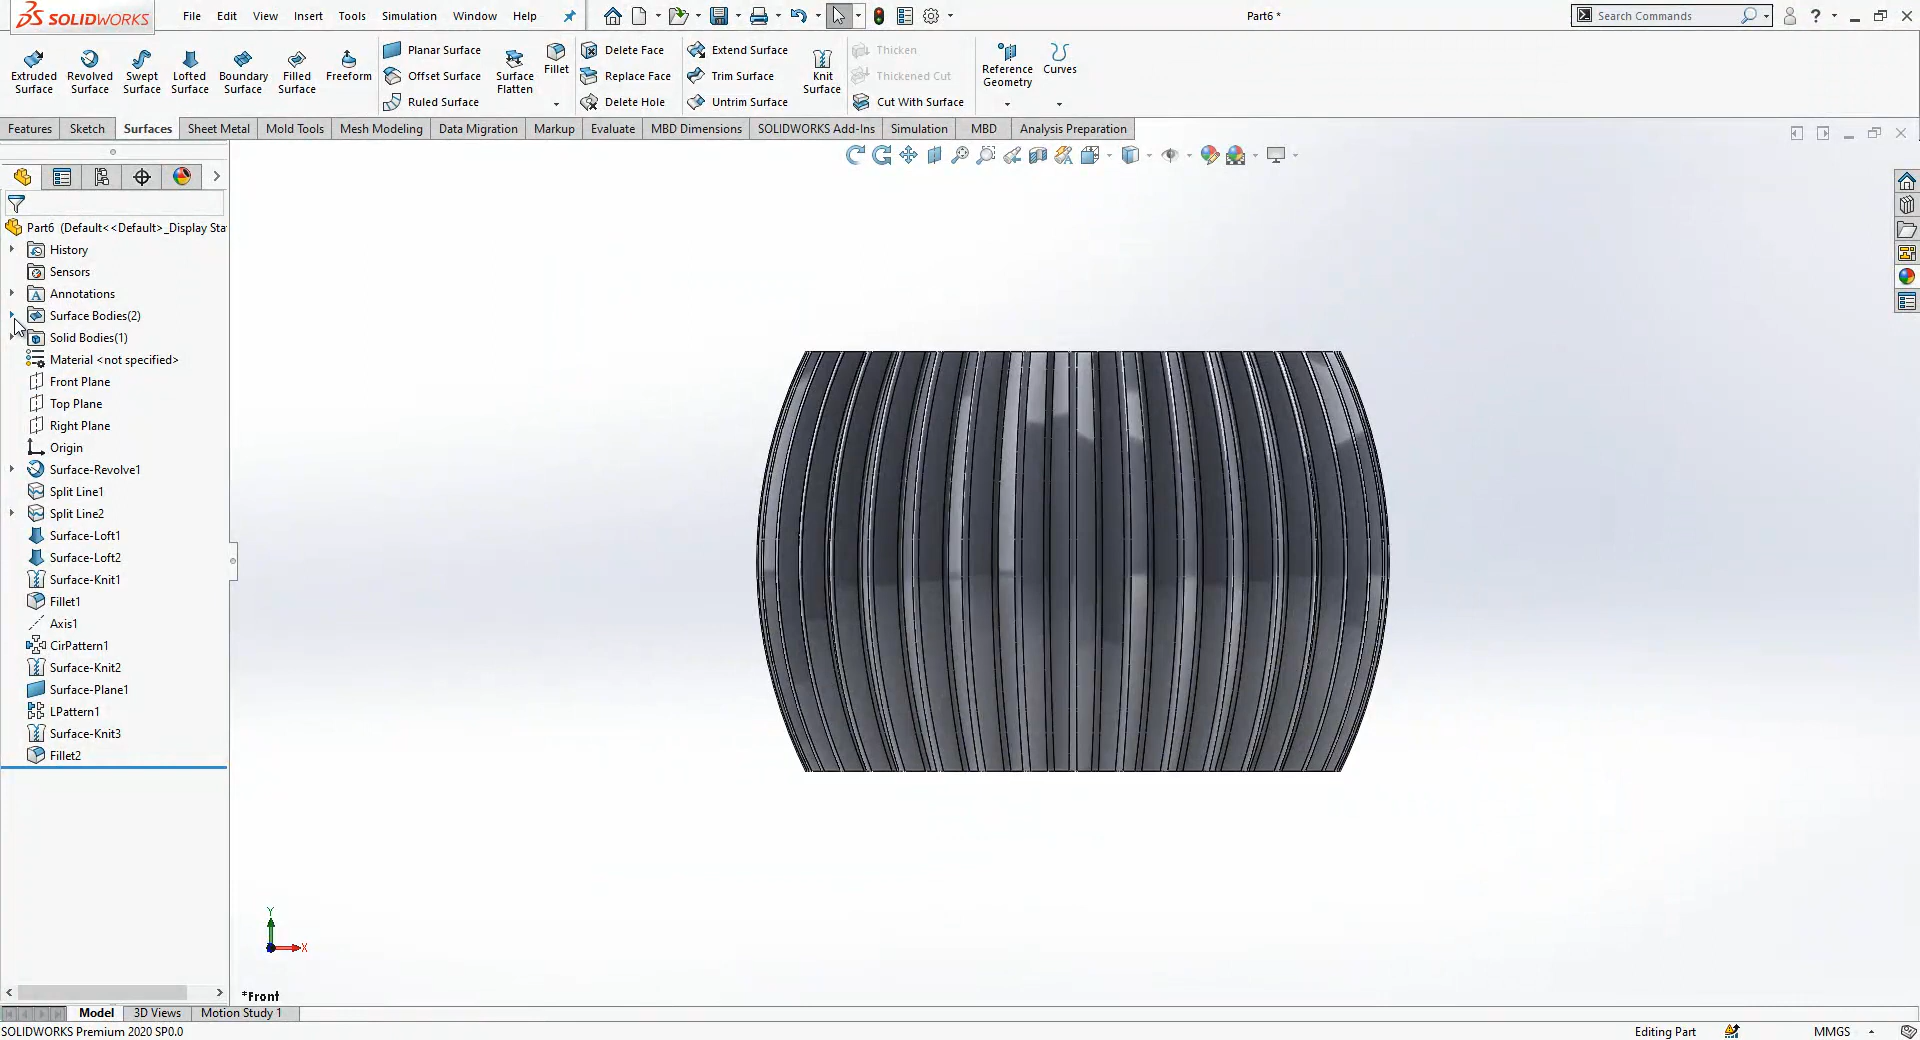 SOLIDWORKS
File Edit View Insert Tools Simulation Window Help
Part6 *
Search Commands
Extruded Surface
Revolved Surface
Swept Surface
Lofted Surface
Boundary Surface
Filled Surface
Freeform
Planar Surface
Offset Surface
Ruled Surface
Surface Flatten
Fillet
Delete Face
Replace Face
Delete Hole
Extend Surface
Trim Surface
Untrim Surface
Knit Surface
Thicken
Thickened Cut
Cut With Surface
Reference Geometry
Curves
Features Sketch Surfaces Sheet Metal Mold Tools Mesh Modeling Data Migration Markup Evaluate MBD Dimensions SOLIDWORKS Add-Ins Simulation MBD Analysis Preparation
Part6 (Default<<Default>_Display Sta
History
Sensors
Annotations
Surface Bodies(2)
Solid Bodies(1)
Material <not specified>
Front Plane
Top Plane
Right Plane
Origin
Surface-Revolve1
Split Line1
Split Line2
Surface-Loft1
Surface-Loft2
Surface-Knit1
Fillet1
Axis1
CirPattern1
Surface-Knit2
Surface-Plane1
LPattern1
Surface-Knit3
Fillet2
Y
X
*Front
Model 3D Views Motion Study 1
SOLIDWORKS Premium 2020 SP0.0
Editing Part
MMGS